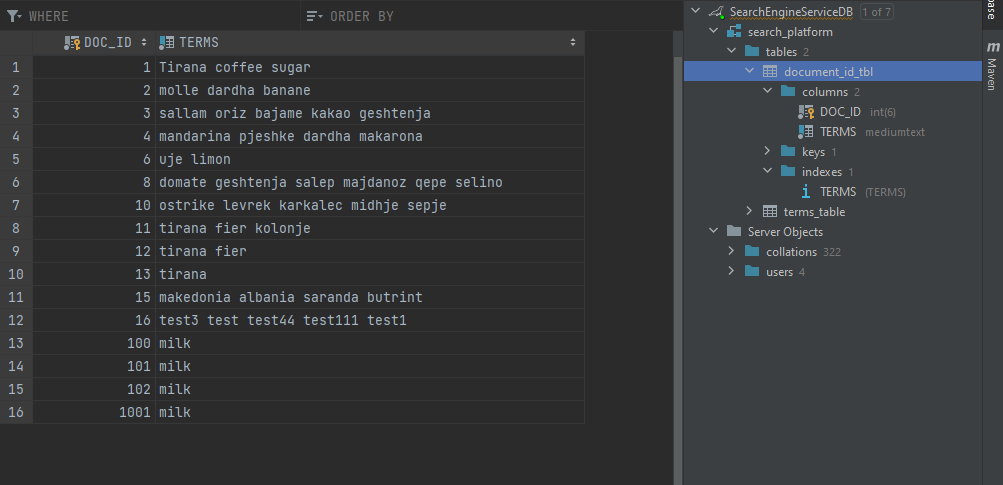 WHERE
ORDER BY
DOC_ID TERMS
1 1 Tirana coffee sugar
2 2 molle dardha banane
3 3 sallam oriz bajame kakao geshtenja
4 4 mandarina pjeshke dardha makarona
5 6 uje limon
6 8 domate geshtenja salep majdanoz qepe selino
7 10 ostrike levrek karkalec midhje sepje
8 11 tirana fier kolonje
9 12 tirana fier
10 13 tirana
11 15 makedonia albania saranda butrint
12 16 test3 test test44 test111 test1
13 100 milk
14 101 milk
15 102 milk
16 1001 milk
SearchEngineServiceDB 1 of 7
search_platform
tables 2
document_id_tbl
columns 2
DOC_ID int(6)
TERMS mediumtext
keys 1
indexes 1
TERMS (TERMS)
terms_table
Server Objects
collations 322
users 4
m Maven